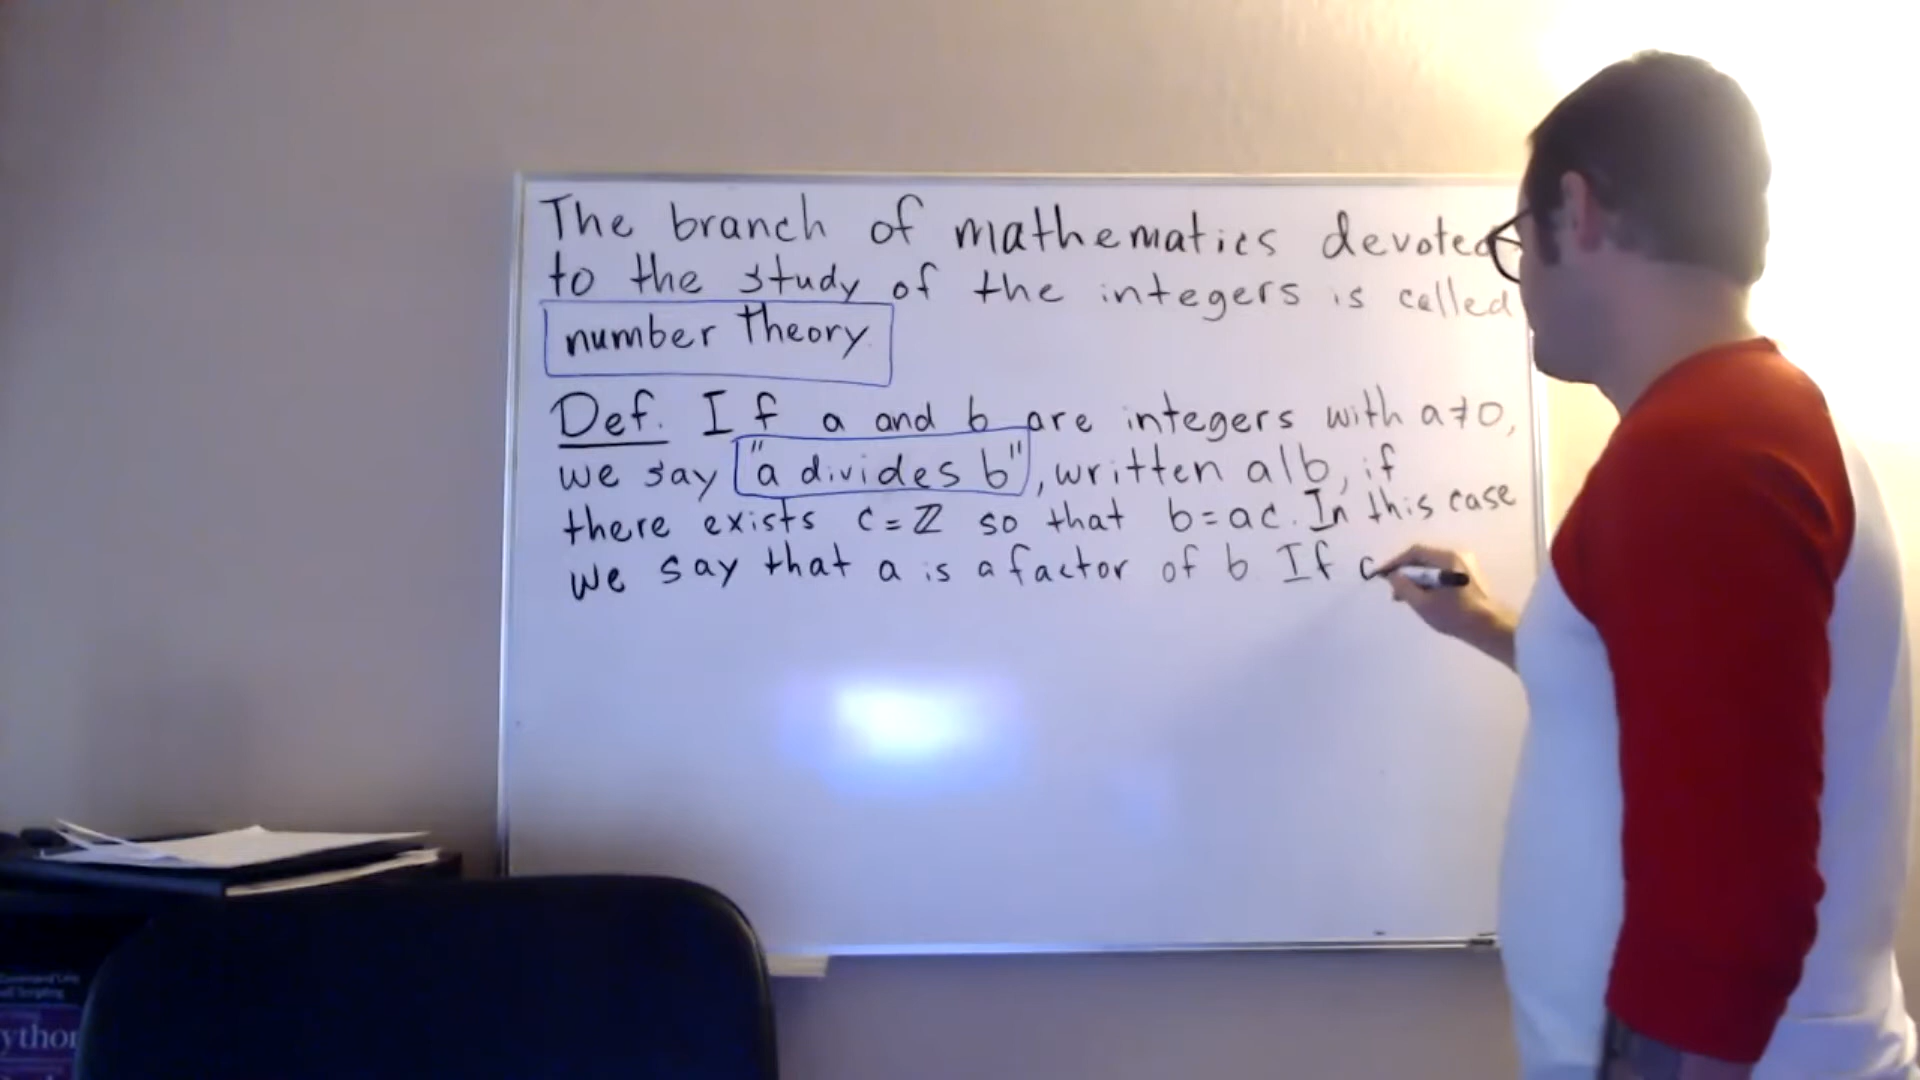 The branch of mathematics devoted
to the study of the integers is called
number theory.
Def. If a and b are integers with a≠0,
we say "a divides b", written a|b, if
there exists c=ℤ so that b=ac. In this case
we say that a is a factor of b If
ython